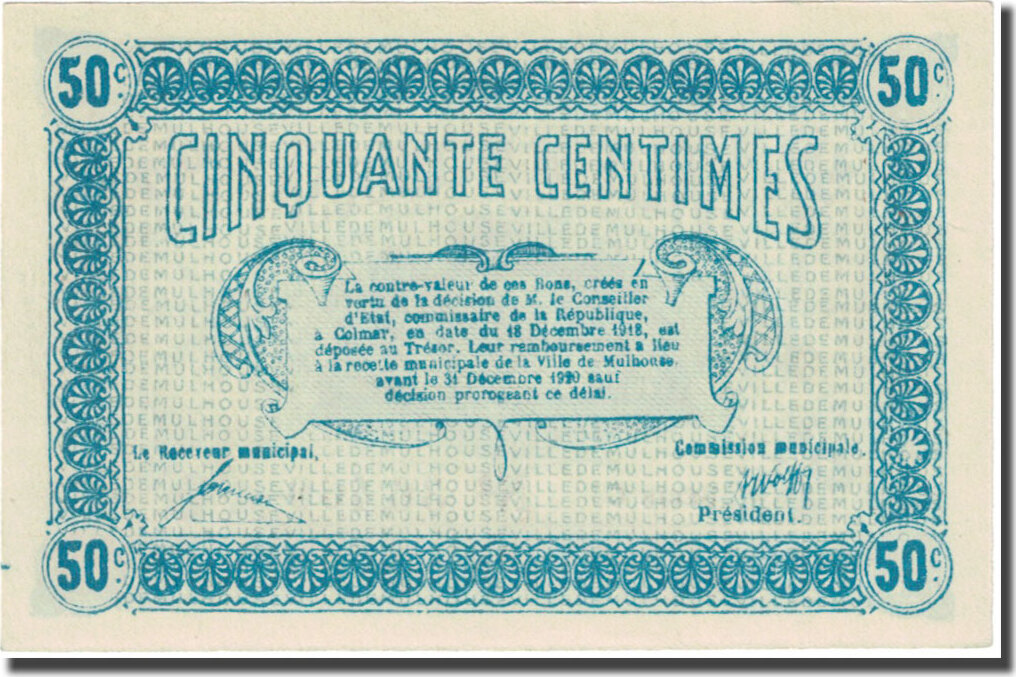 50c. 50c.
CINQUANTE CENTIMES
La contre-valeur de ces Bons, créés en
vertu de la décision de M. le Conseiller
d'Etat, commissaire de la République,
à Colmar, en date du 18 Décembre 1918, est
déposée au Trésor. Leur remboursement a lieu
à la recette municipale de la Ville de Mulhouse
avant le 31 Décembre 1920 sauf
décision prorogeant ce délai.
Le Receveur municipal,
Commission municipale.
Président.
50c. 50c.